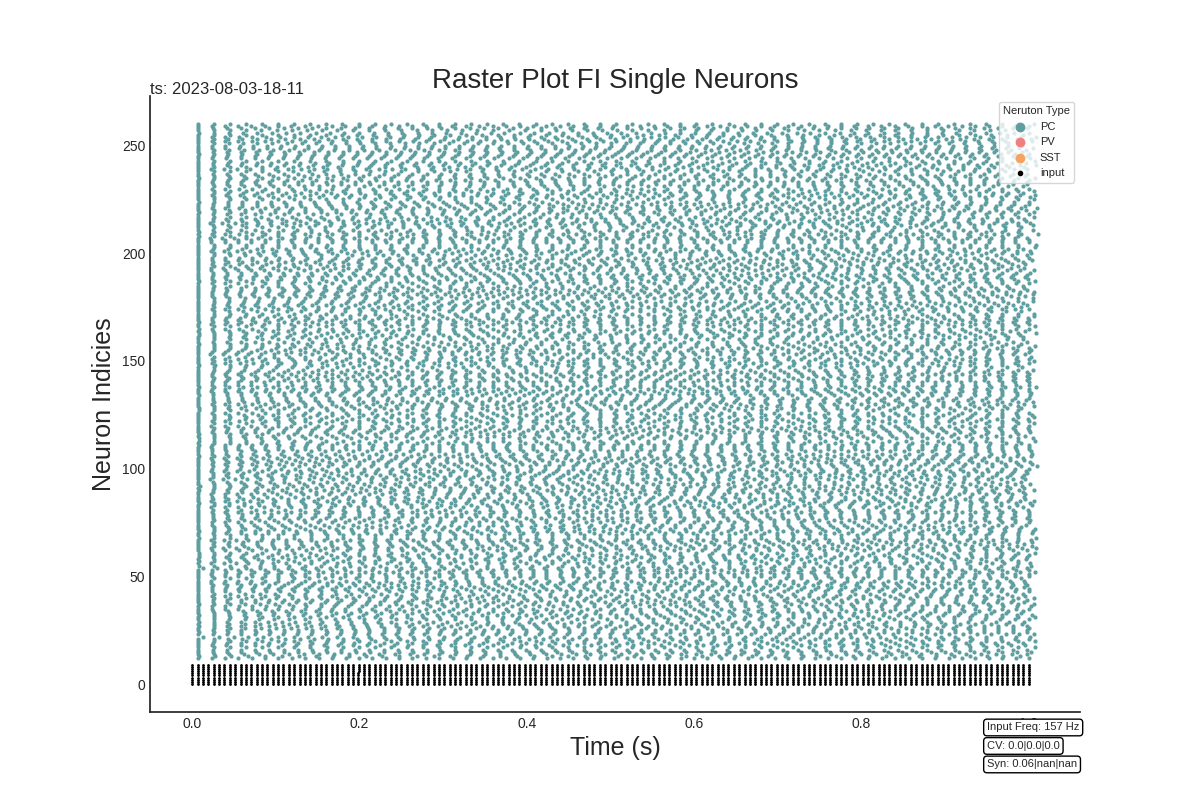 Raster Plot FI Single Neurons
ts: 2023-08-03-18-11
Neruton Type
PC
PV
SST
input
250
200
150
100
50
0
Neuron Indicies
0.0 0.2 0.4 0.6 0.8
Time (s)
Input Freq: 157 Hz
CV: 0.0|0.0|0.0
Syn: 0.06|nan|nan